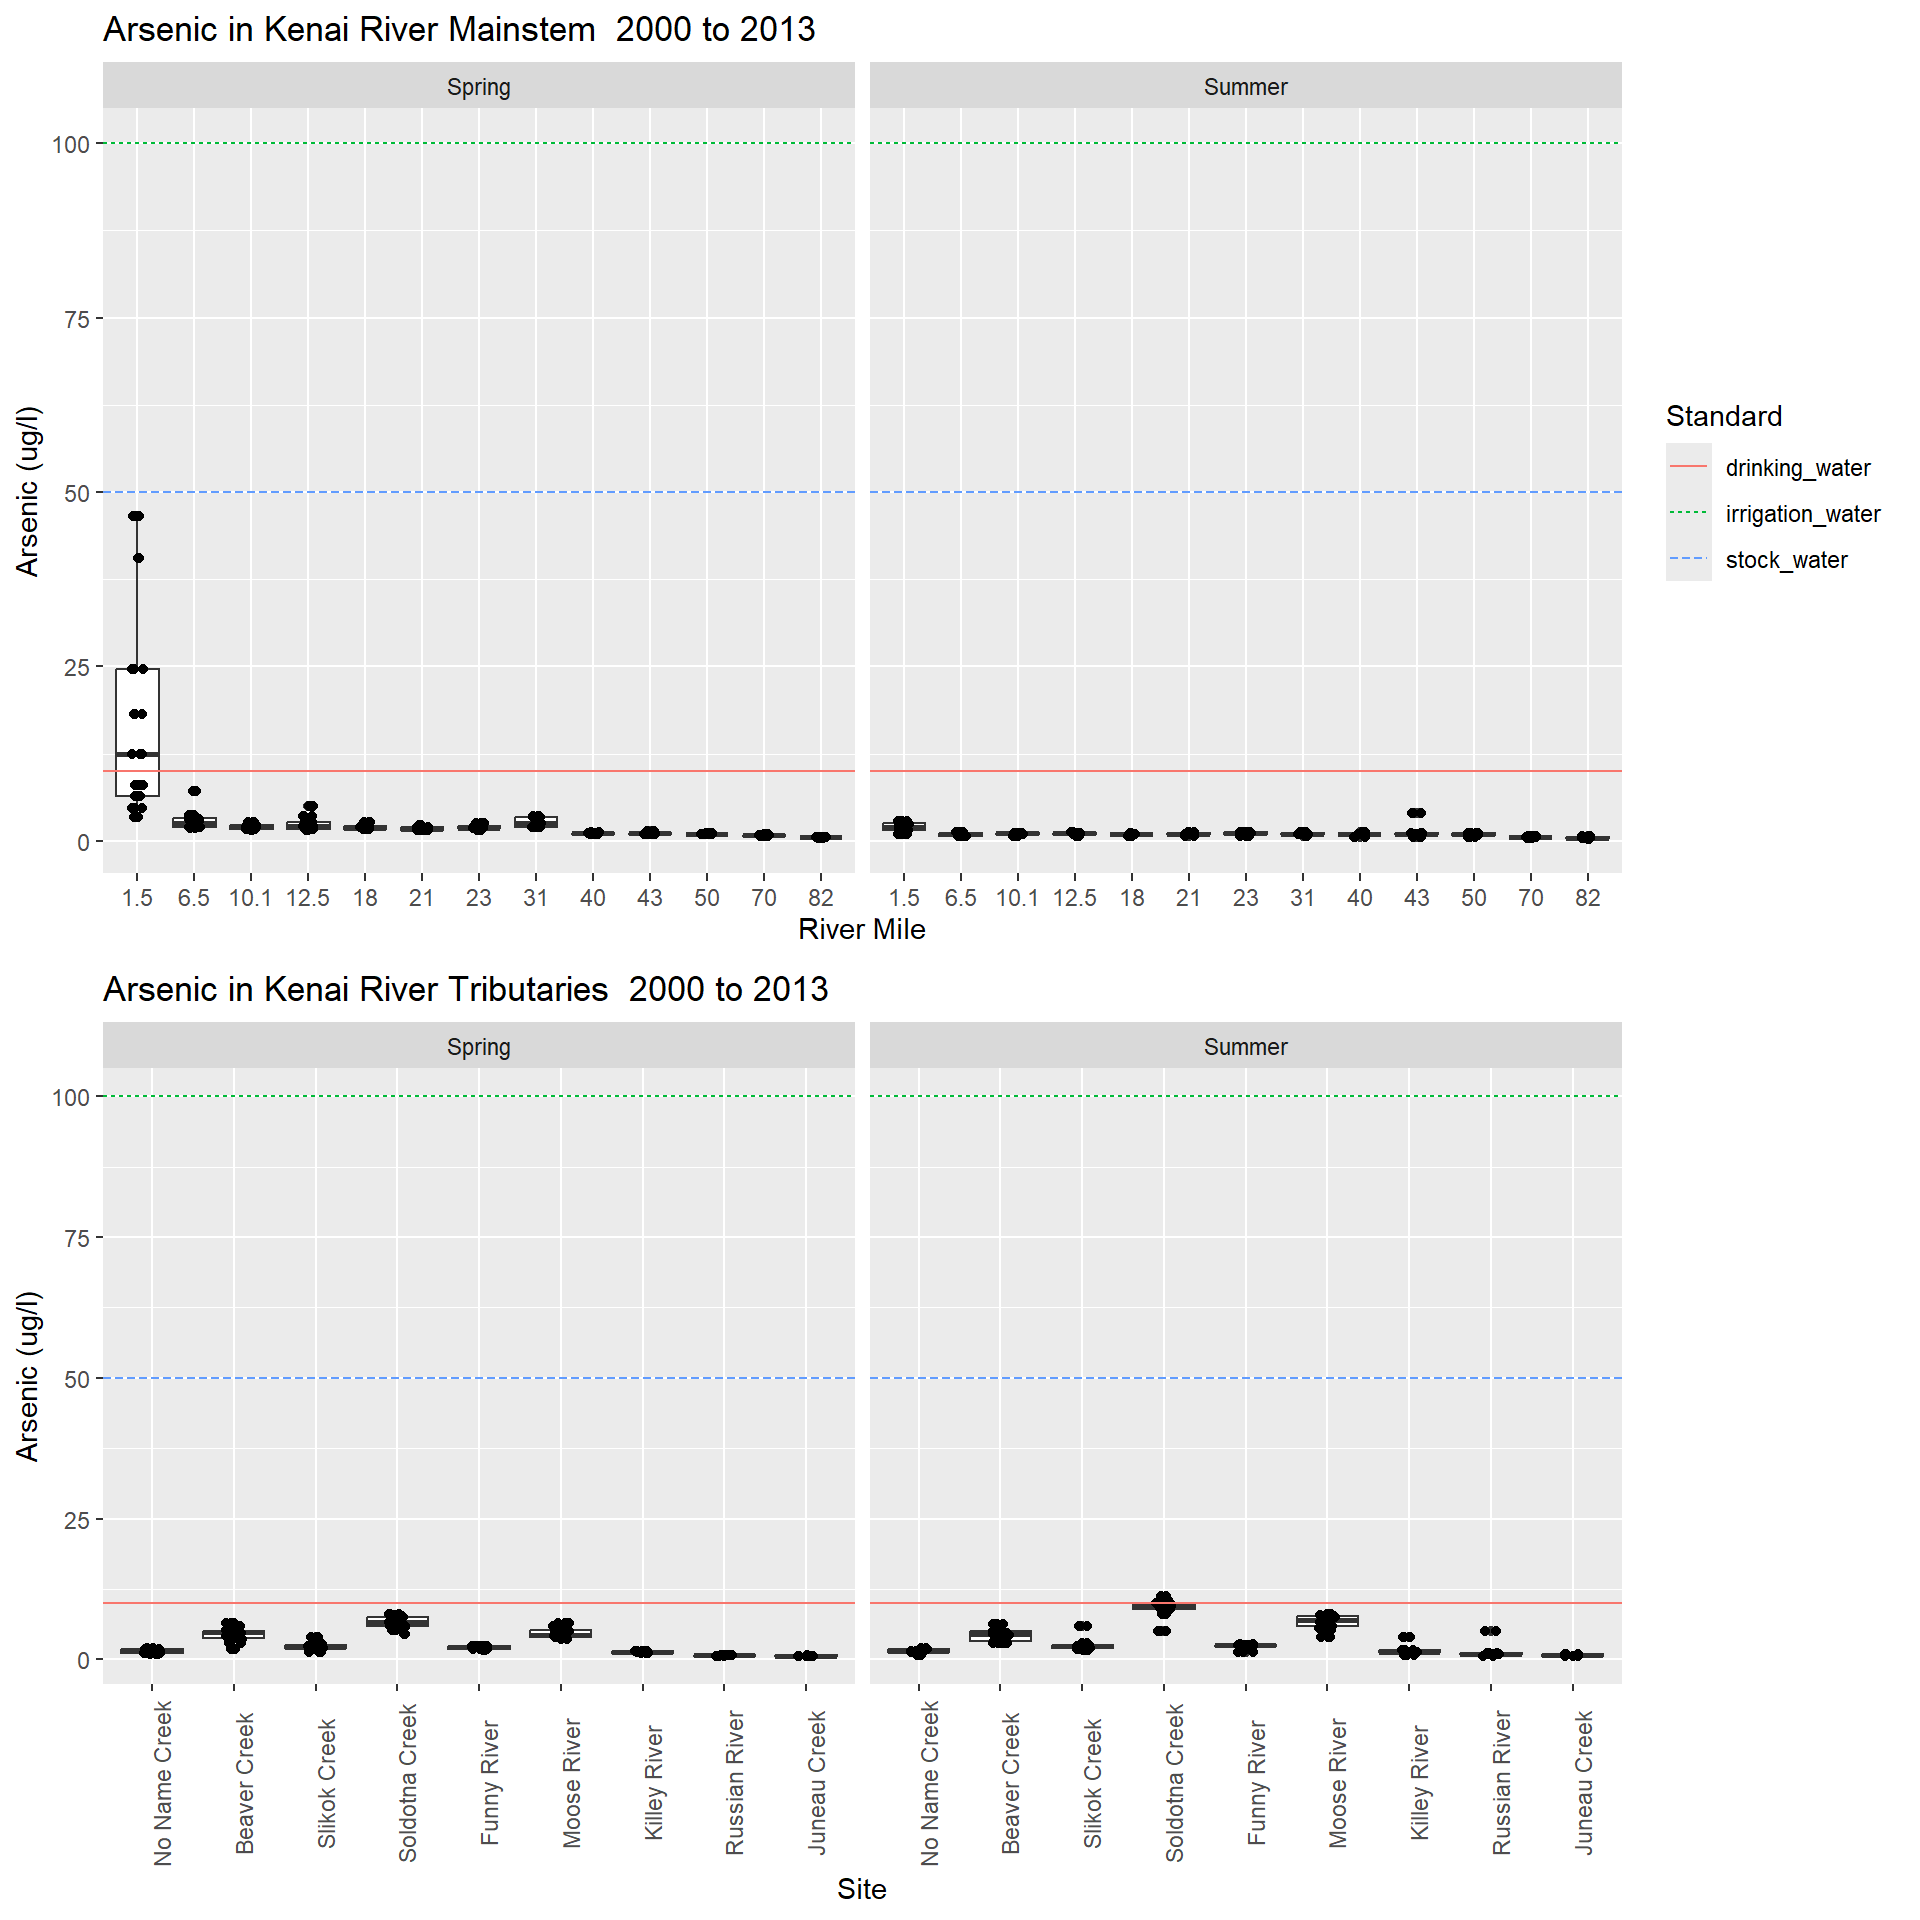 Arsenic in Kenai River Mainstem  2000 to 2013
Spring
Summer
Arsenic (ug/l)
100
75
50
25
0
1.5 6.5 10.1 12.5 18 21 23 31 40 43 50 70 82
1.5 6.5 10.1 12.5 18 21 23 31 40 43 50 70 82
River Mile
Standard
drinking_water
irrigation_water
stock_water
Arsenic in Kenai River Tributaries  2000 to 2013
Spring
Summer
Arsenic (ug/l)
100
75
50
25
0
No Name Creek
Beaver Creek
Slikok Creek
Soldotna Creek
Funny River
Moose River
Killey River
Russian River
Juneau Creek
No Name Creek
Beaver Creek
Slikok Creek
Soldotna Creek
Funny River
Moose River
Killey River
Russian River
Juneau Creek
Site